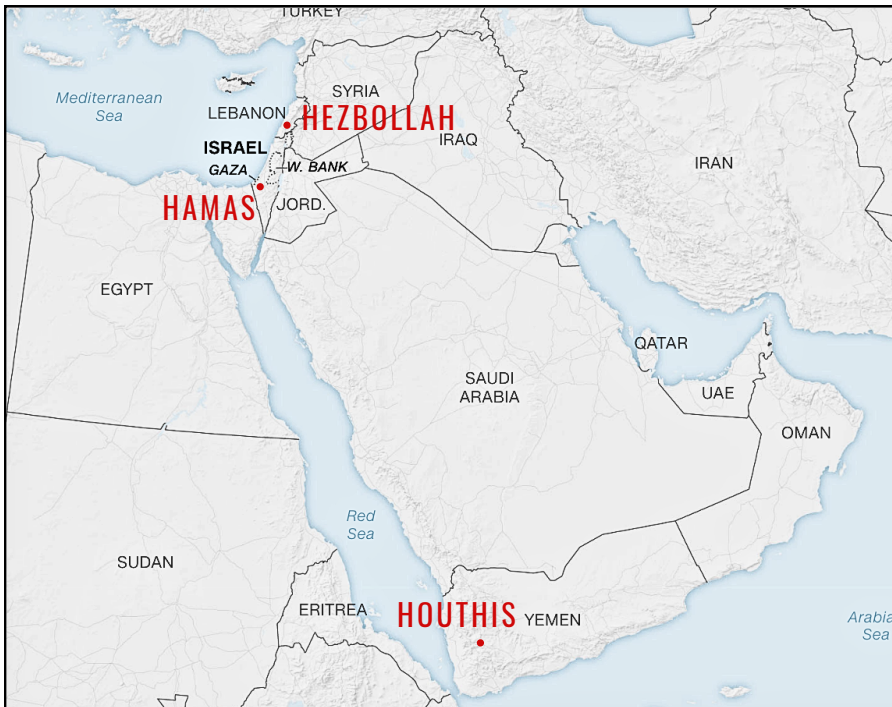 TURKEY
Mediterranean
Sea
SYRIA
LEBANON
HEZBOLLAH
ISRAEL
IRAQ
GAZA
W. BANK
IRAN
HAMAS
JORD.
EGYPT
QATAR
SAUDI
ARABIA
UAE
OMAN
Red
Sea
SUDAN
ERITREA
HOUTHIS
YEMEN
Arabia
Sea